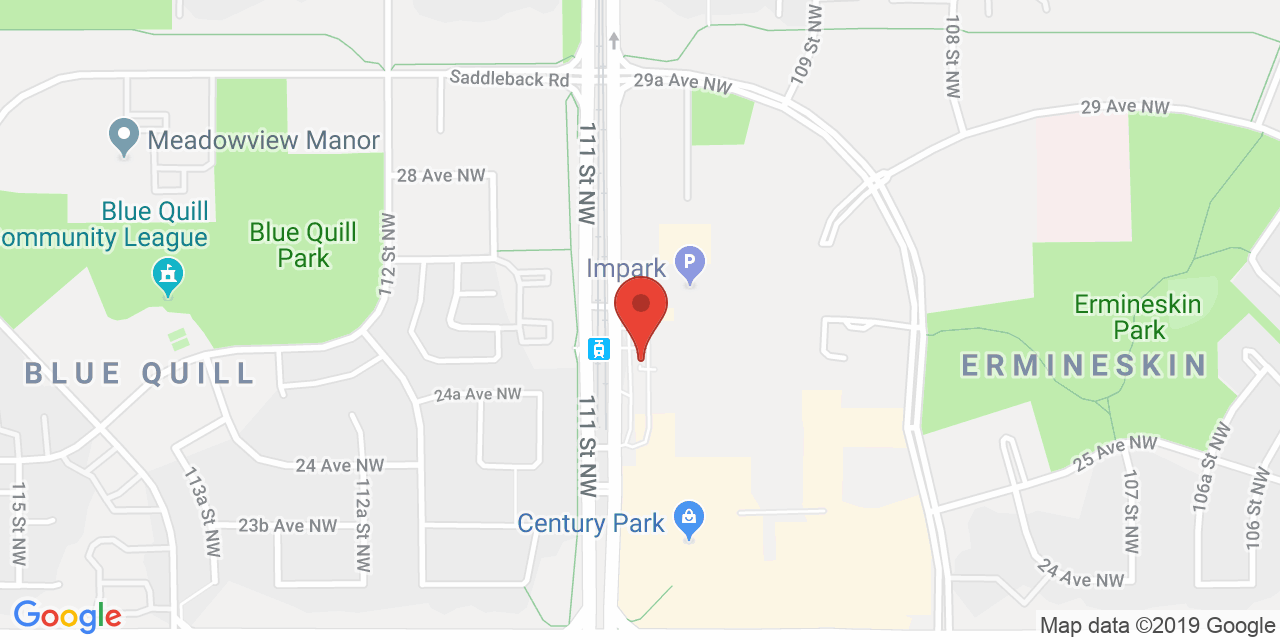 109 St NW
108 St NW
Saddleback Rd
29a Ave NW
29 Ave NW
111 St NW
Meadowview Manor
28 Ave NW
Blue Quill
ommunity League
Blue Quill
Park
112 St NW
Impark
P
Ermineskin
Park
BLUE QUILL
ERMINESKIN
24a Ave NW
111 St NW
24 Ave NW
25 Ave NW
113a St NW
112a St NW
115 St NW
23b Ave NW
107 St NW
106a St NW
106 St NW
Century Park
24 Ave NW
Google
Map data ©2019 Google